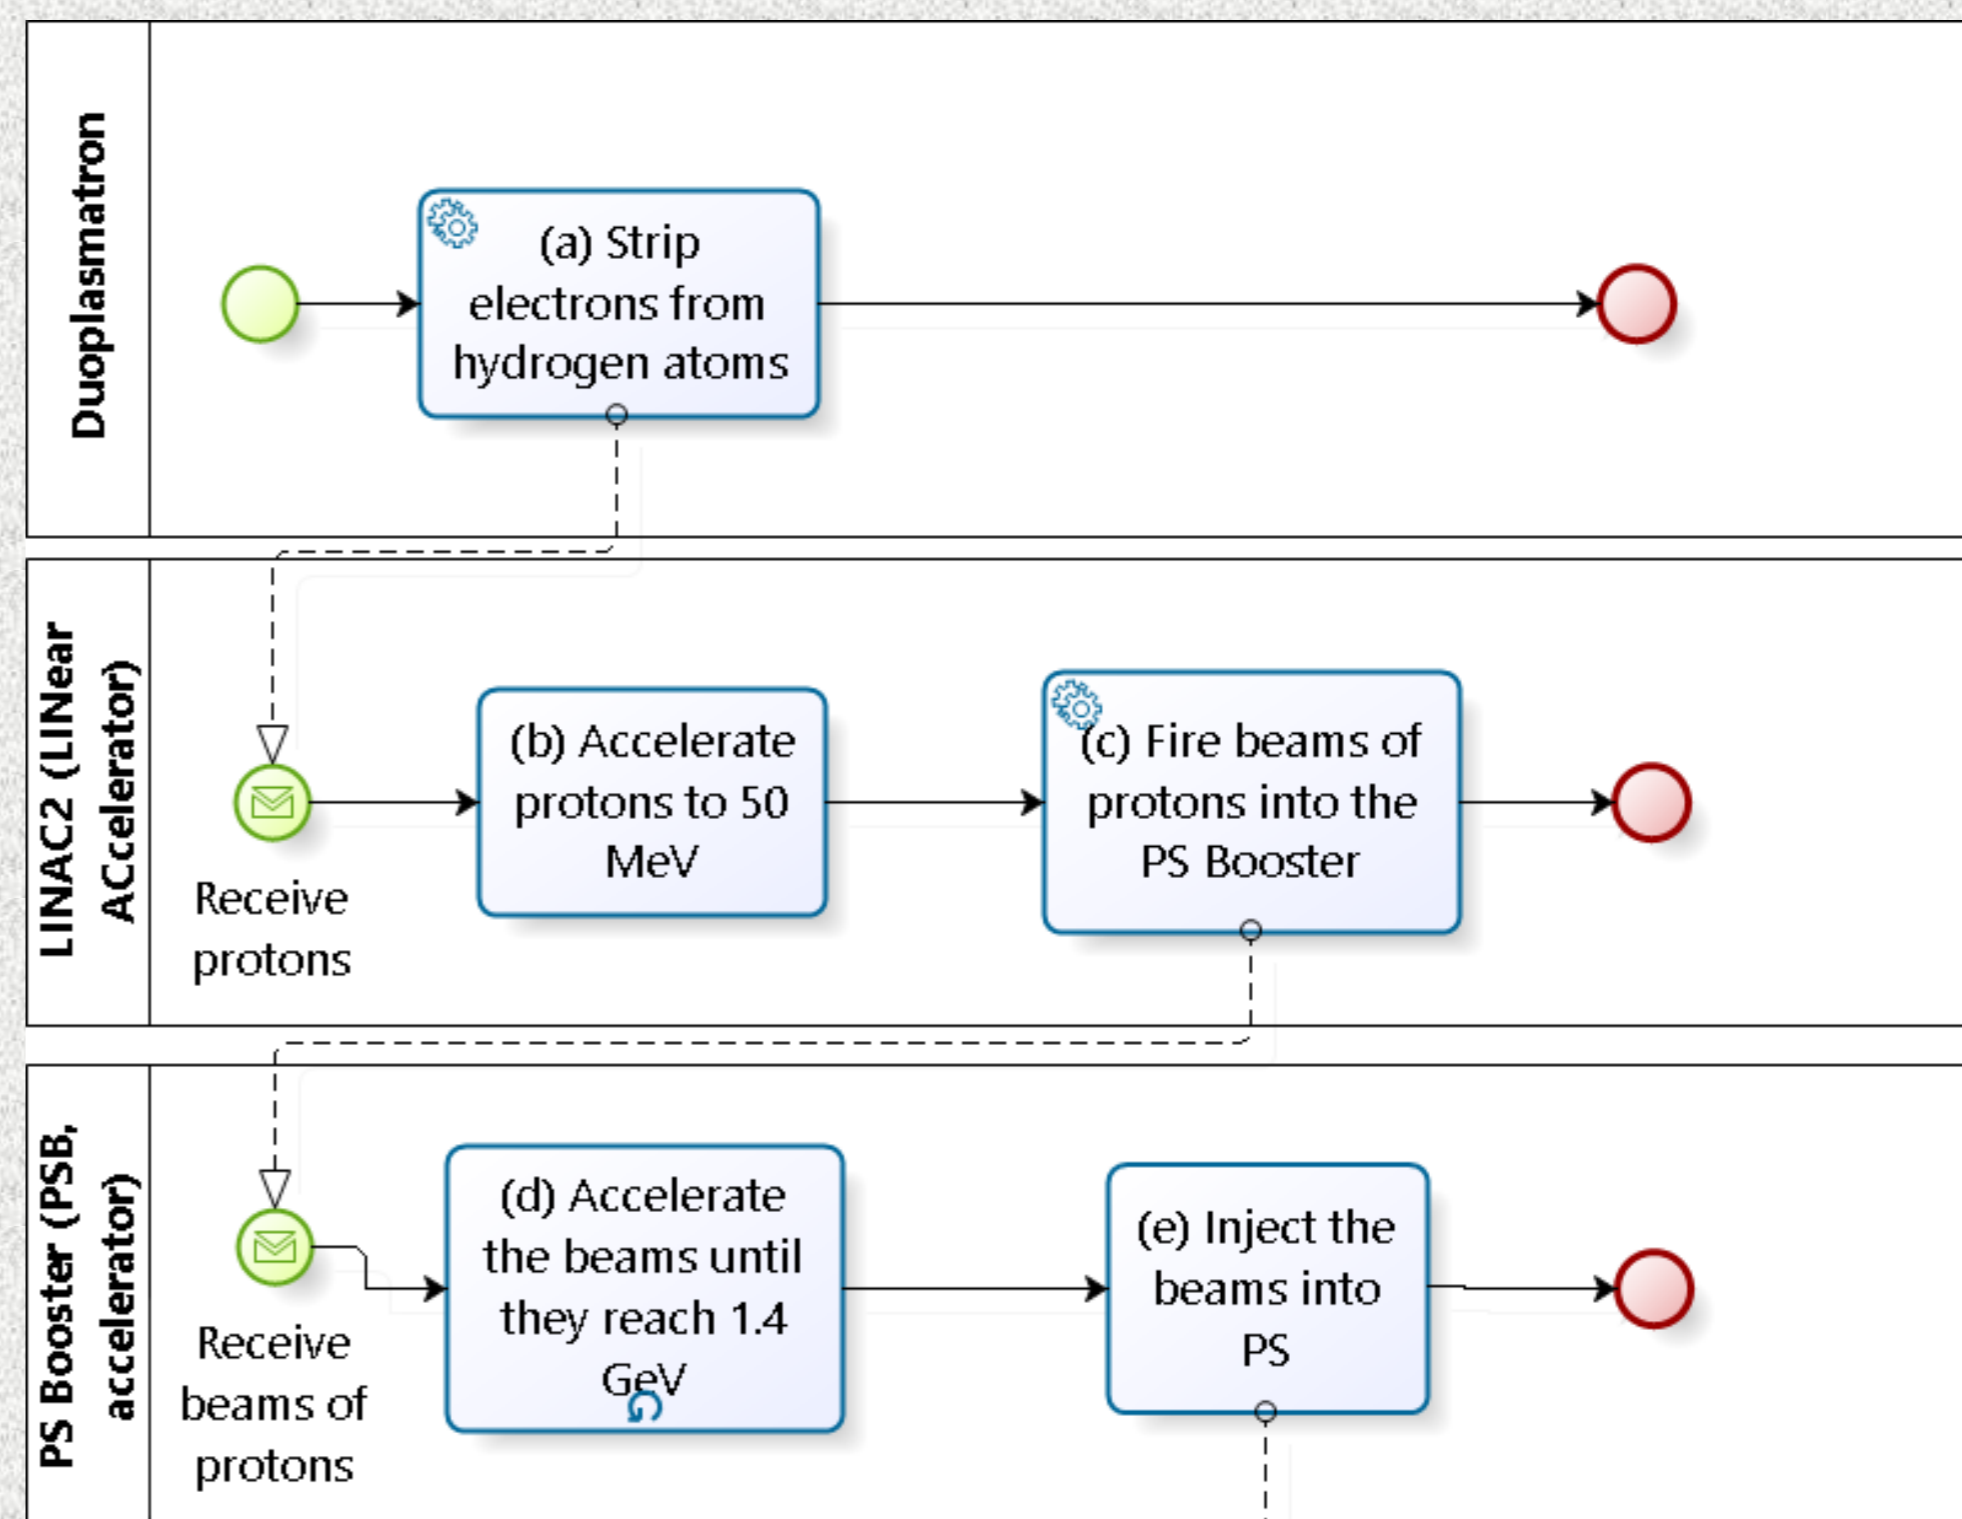 Duoplasmatron
(a) Strip
electrons from
hydrogen atoms
LINAC2 (LINear
ACcelerator)
Receive
protons
(b) Accelerate
protons to 50
MeV
(c) Fire beams of
protons into the
PS Booster
PS Booster (PSB,
accelerator)
Receive
beams of
protons
(d) Accelerate
the beams until
they reach 1.4
GeV
(e) Inject the
beams into
PS